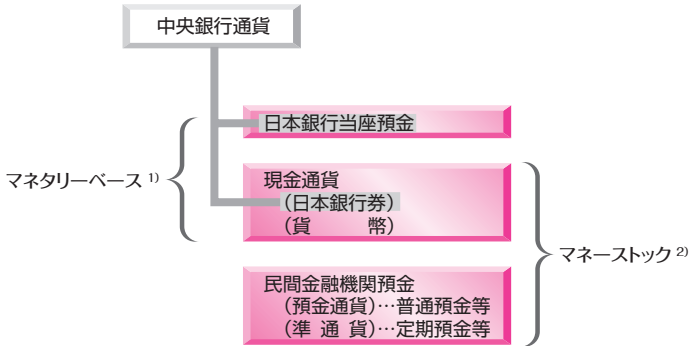 中央銀行通貨
日本銀行当座預金
マネタリーベース 1)
現金通貨
(日本銀行券)
(貨　　　幣)
マネーストック 2)
民間金融機関預金
(預金通貨)…普通預金等
(準 通 貨)…定期預金等